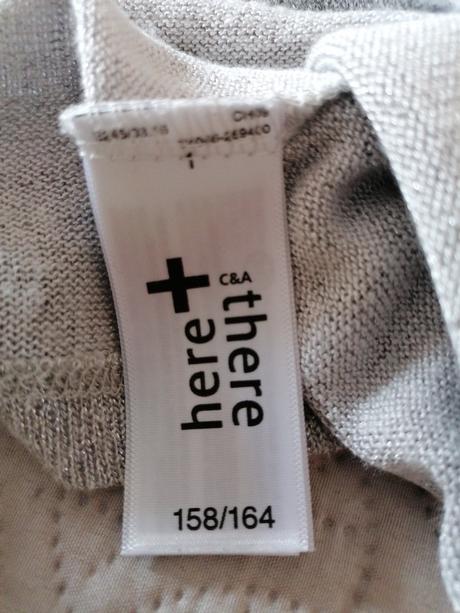 1
C&A
here + there
158/164